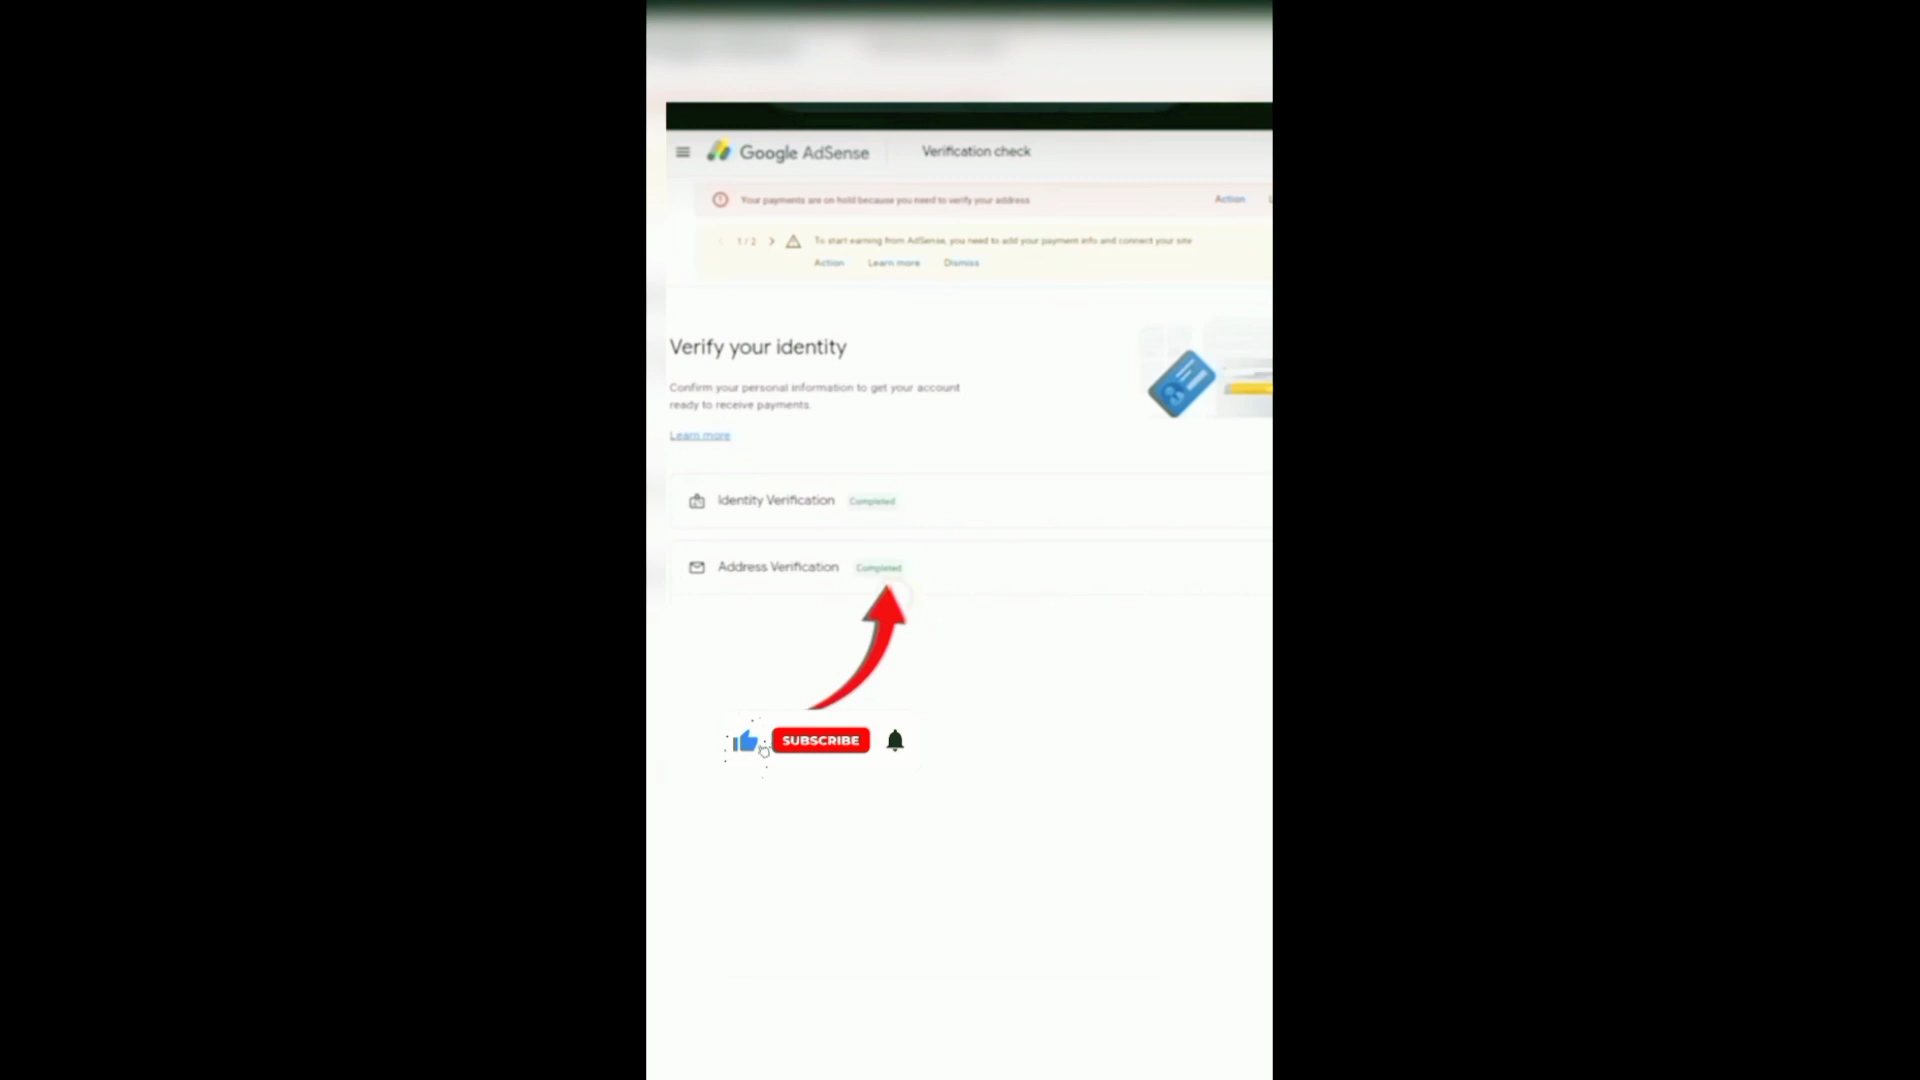 Google AdSense
Verification check
Your payments are on hold because you need to verify your address
Action
1 / 2
To start earning from AdSense, you need to add your payment info and connect your site
Action Learn more Dismiss
Verify your identity
Confirm your personal information to get your account
ready to receive payments.
Learn more
Identity Verification Completed
Address Verification Completed
SUBSCRIBE